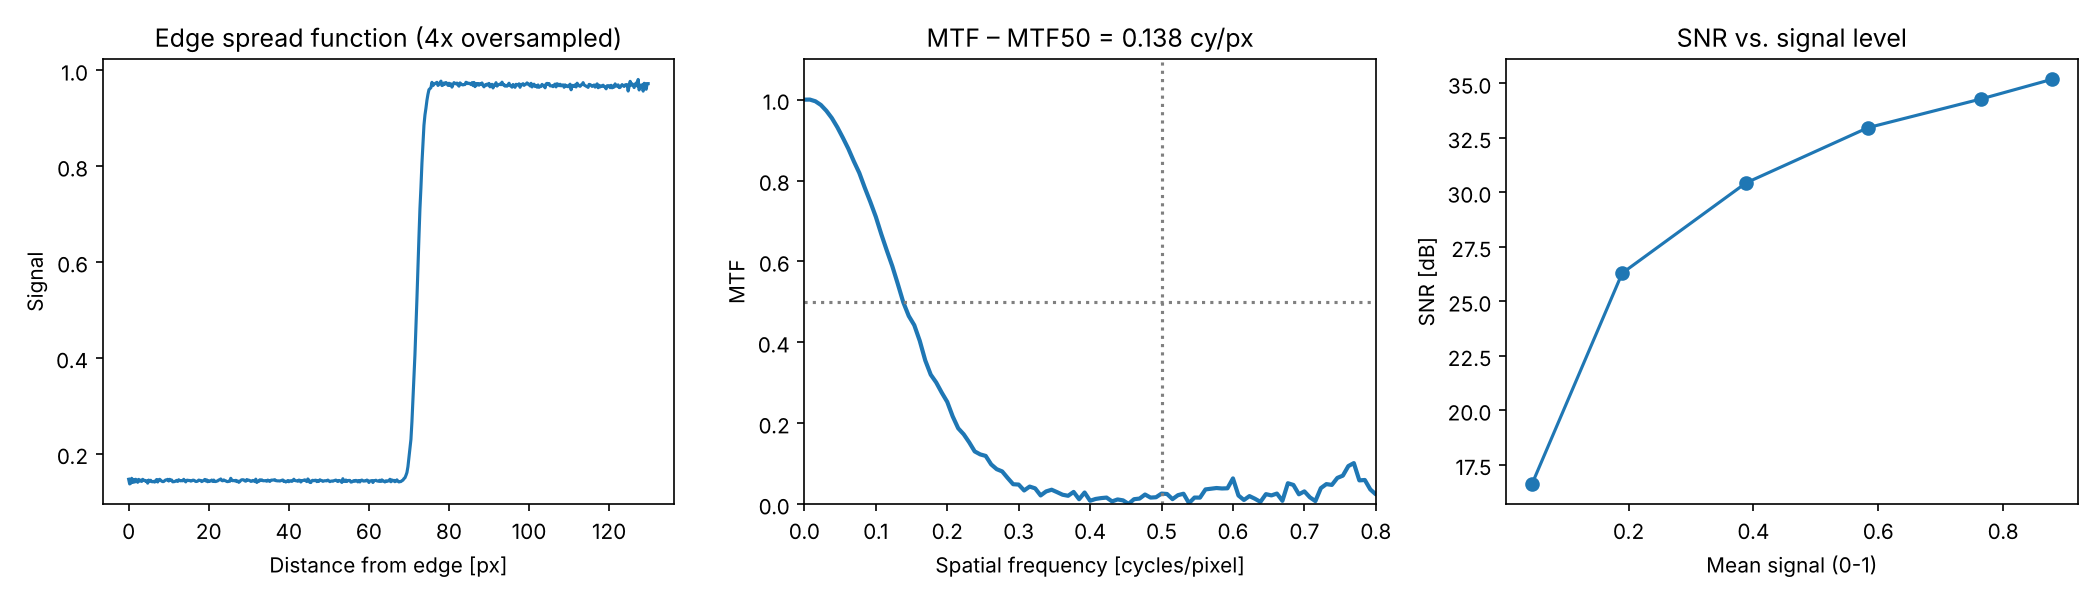 Edge spread function (4x oversampled)
1.0
0.8
0.6
0.4
0.2
Signal
0 20 40 60 80 100 120
Distance from edge [px]
MTF – MTF50 = 0.138 cy/px
1.0
0.8
0.6
0.4
0.2
0.0
MTF
0.0 0.1 0.2 0.3 0.4 0.5 0.6 0.7 0.8
Spatial frequency [cycles/pixel]
SNR vs. signal level
35.0
32.5
30.0
27.5
25.0
22.5
20.0
17.5
SNR [dB]
0.2 0.4 0.6 0.8
Mean signal (0-1)